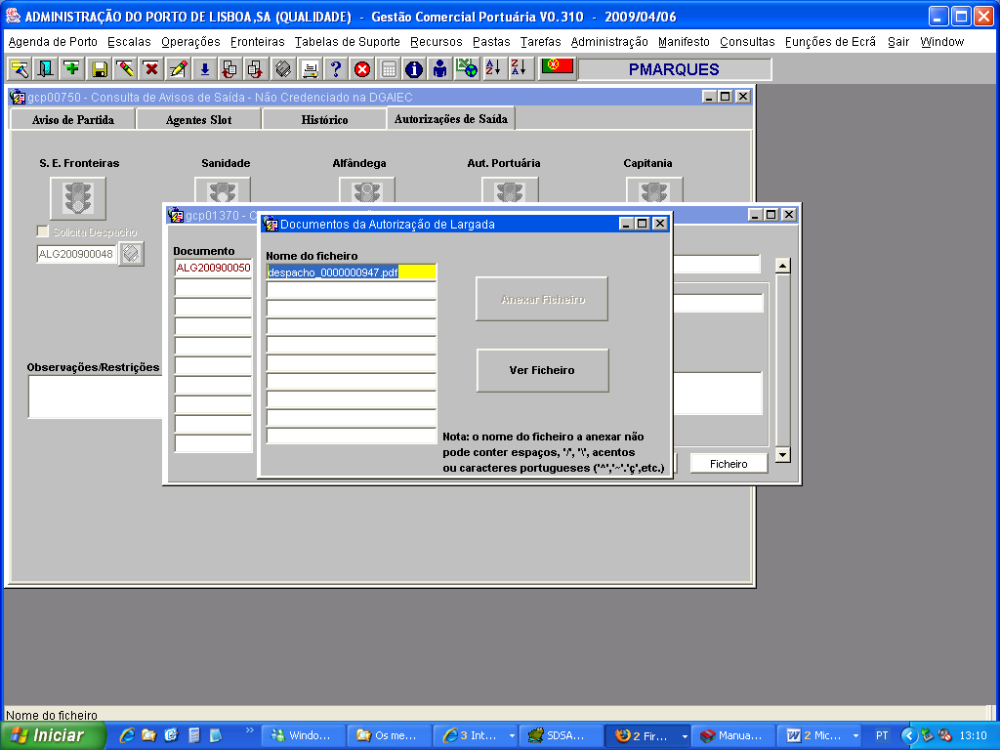 ADMINISTRAÇÃO DO PORTO DE LISBOA,SA (QUALIDADE) - Gestão Comercial Portuária V0.310 - 2009/04/06
Agenda de Porto Escalas Operações Fronteiras Tabelas de Suporte Recursos Pastas Tarefas Administração Manifesto Consultas Funções de Ecrã Sair Window
PMARQUES
gcp00750 - Consulta de Avisos de Saída - Não Credenciado na DGAIEC
Aviso de Partida Agentes Slot Histórico Autorizações de Saída
S. E. Fronteiras Sanidade Alfândega Aut. Portuária Capitania
gcp01370 - C
Documentos da Autorização de Largada
Solicita Despacho
Documento
Nome do ficheiro
ALG200900048
ALG200900050
despacho_0000000947.pdf
Anexar Ficheiro
Observações/Restrições
Ver Ficheiro
Nota: o nome do ficheiro a anexar não
pode conter espaços, '/', '\', acentos
ou caracteres portugueses ('^','~'.'ç',etc.)
Ficheiro
Nome do ficheiro
Iniciar
Windo...
Os me...
3 Int...
SDSA...
2 Fir...
Manua...
2 Mic...
PT
13:10